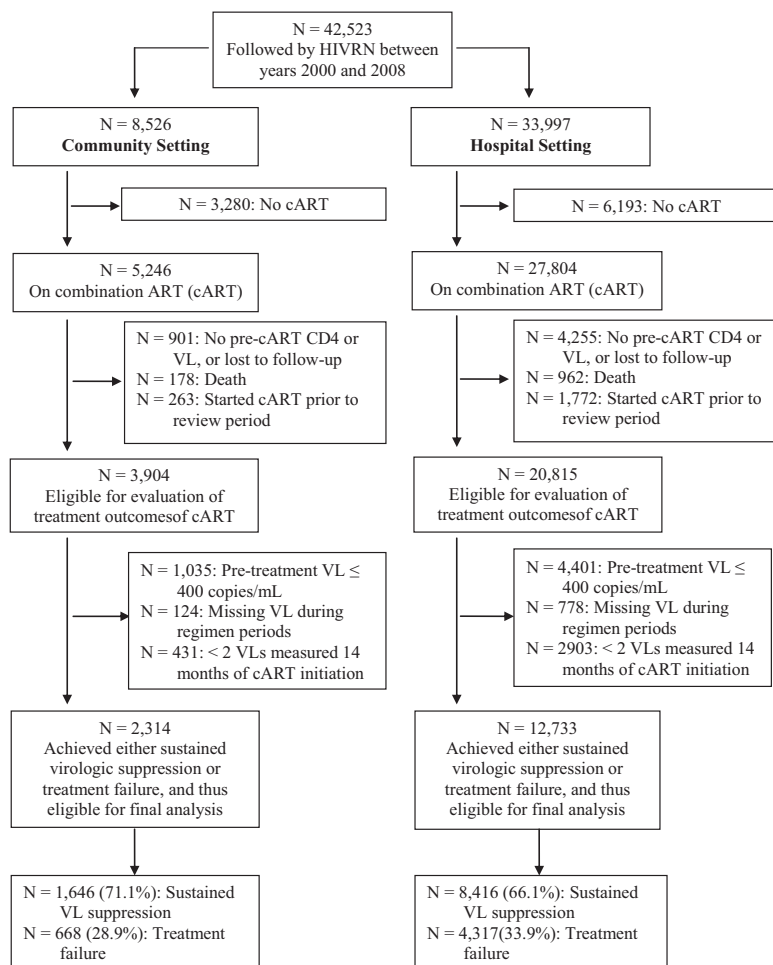 N = 42,523
Followed by HIVRN between
years 2000 and 2008
N = 8,526
Community Setting
N = 33,997
Hospital Setting
N = 3,280: No cART
N = 6,193: No cART
N = 5,246
On combination ART (cART)
N = 27,804
On combination ART (cART)
N = 901: No pre-cART CD4 or
VL, or lost to follow-up
N = 178: Death
N = 263: Started cART prior to
review period
N = 4,255: No pre-cART CD4 or
VL, or lost to follow-up
N = 962: Death
N = 1,772: Started cART prior to
review period
N = 3,904
Eligible for evaluation of
treatment outcomesof cART
N = 20,815
Eligible for evaluation of
treatment outcomesof cART
N = 1,035: Pre-treatment VL ≤
400 copies/mL
N = 124: Missing VL during
regimen periods
N = 431: < 2 VLs measured 14
months of cART initiation
N = 4,401: Pre-treatment VL ≤
400 copies/mL
N = 778: Missing VL during
regimen periods
N = 2903: < 2 VLs measured 14
months of cART initiation
N = 2,314
Achieved either sustained
virologic suppression or
treatment failure, and thus
eligible for final analysis
N = 12,733
Achieved either sustained
virologic suppression or
treatment failure, and thus
eligible for final analysis
N = 1,646 (71.1%): Sustained
VL suppression
N = 668 (28.9%): Treatment
failure
N = 8,416 (66.1%): Sustained
VL suppression
N = 4,317(33.9%): Treatment
failure